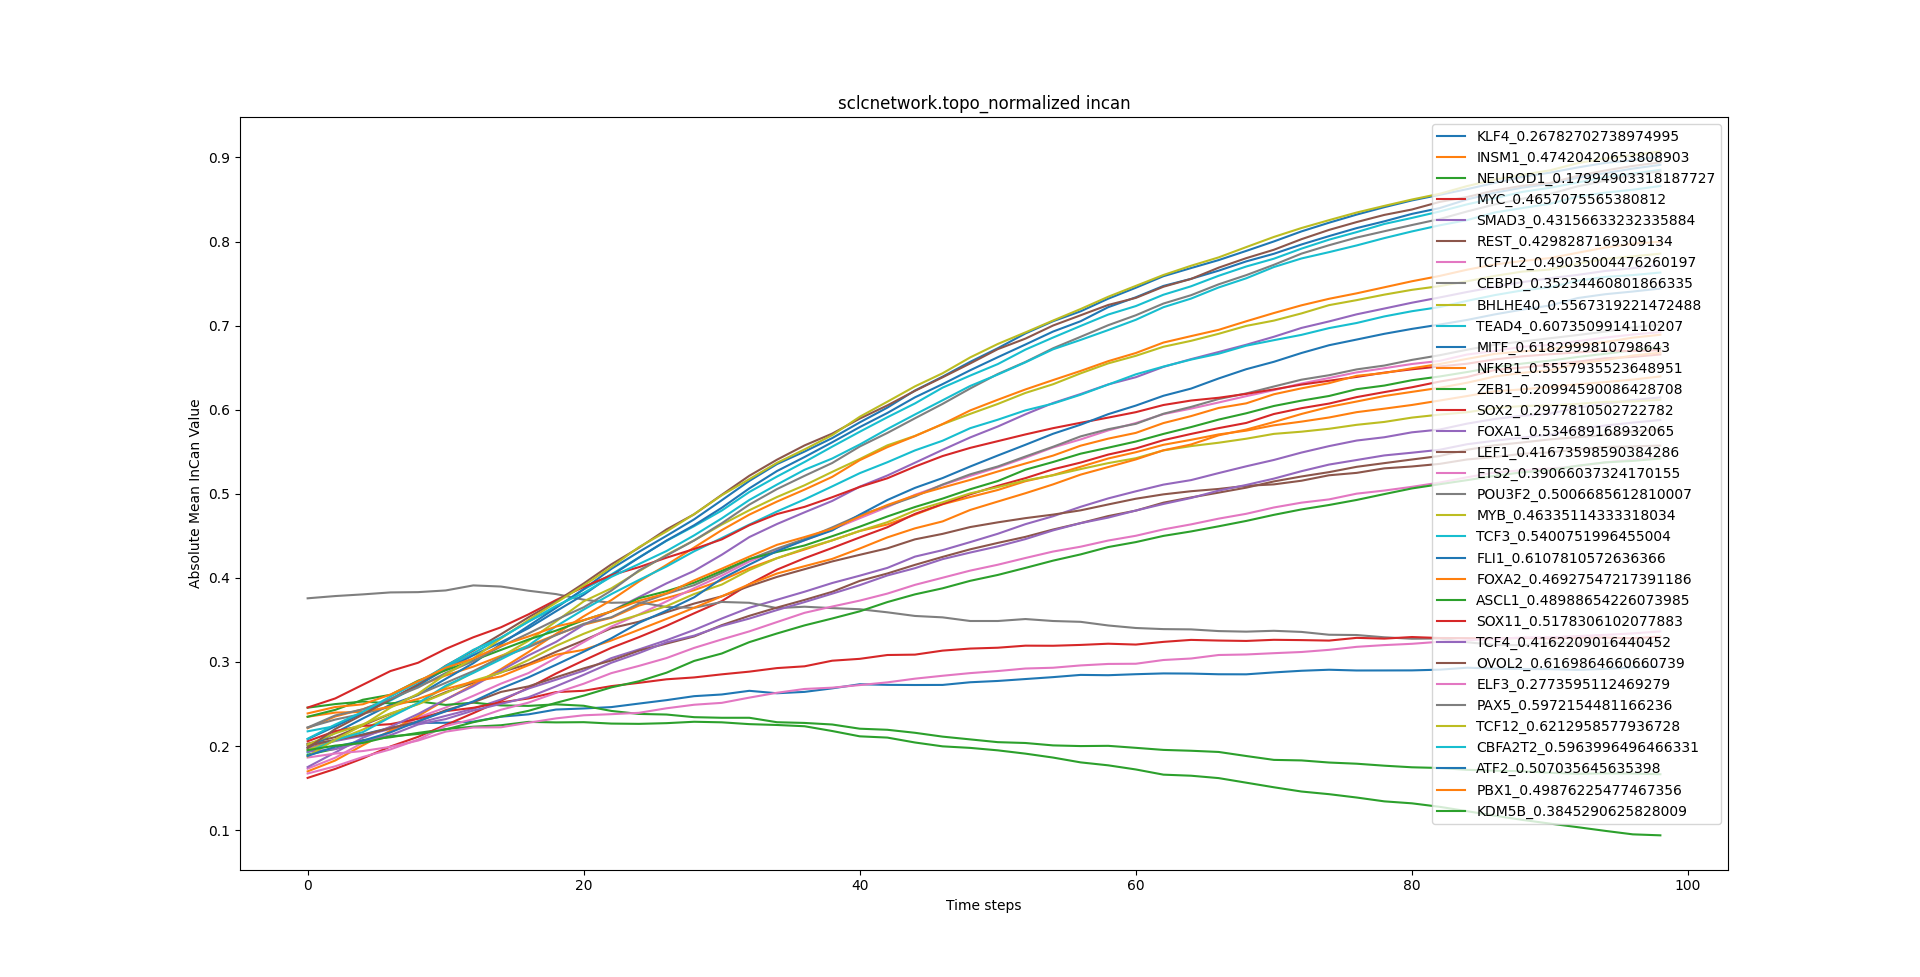 sclcnetwork.topo_normalized incan
KLF4_0.26782702738974995
INSM1_0.47420420653808903
NEUROD1_0.17994903318187727
MYC_0.4657075565380812
SMAD3_0.43156633232335884
REST_0.4298287169309134
TCF7L2_0.49035004476260197
CEBPD_0.35234460801866335
BHLHE40_0.5567319221472488
TEAD4_0.6073509914110207
MITF_0.6182999810798643
NFKB1_0.5557935523648951
ZEB1_0.20994590086428708
SOX2_0.2977810502722782
FOXA1_0.534689168932065
LEF1_0.41673598590384286
ETS2_0.39066037324170155
POU3F2_0.5006685612810007
MYB_0.46335114333318034
TCF3_0.5400751996455004
FLI1_0.6107810572636366
FOXA2_0.46927547217391186
ASCL1_0.48988654226073985
SOX11_0.5178306102077883
TCF4_0.4162209016440452
OVOL2_0.6169864660660739
ELF3_0.2773595112469279
PAX5_0.5972154481166236
TCF12_0.6212958577936728
CBFA2T2_0.5963996496466331
ATF2_0.507035645635398
PBX1_0.49876225477467356
KDM5B_0.3845290625828009
Absolute Mean InCan Value
0.9
0.8
0.7
0.6
0.5
0.4
0.3
0.2
0.1
0 20 40 60 80 100
Time steps